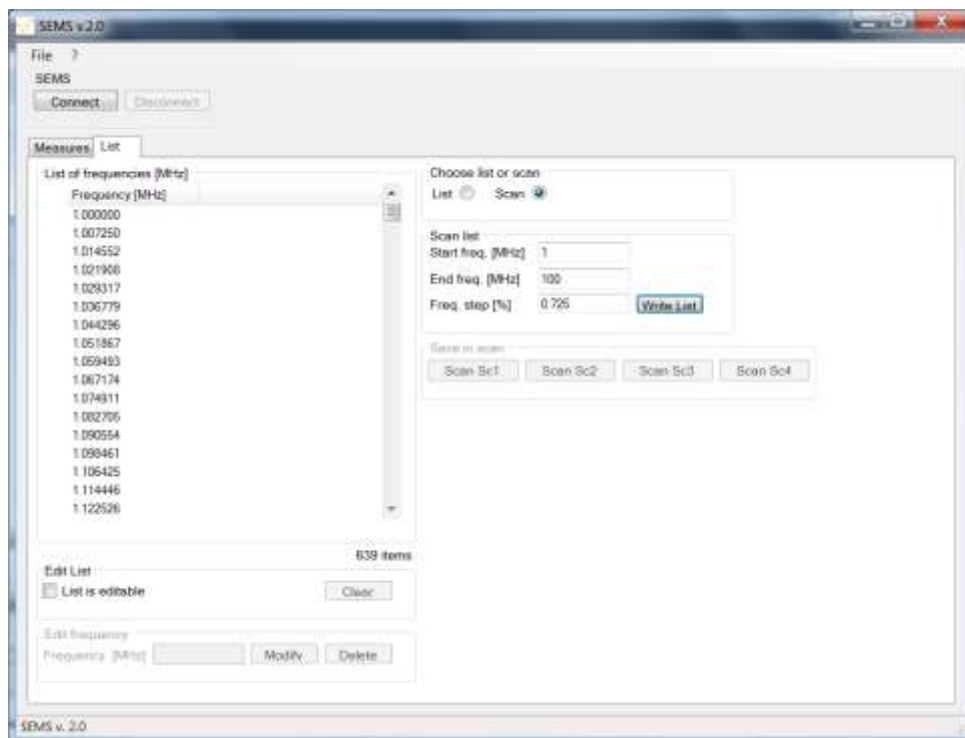 SEMS v.2.0
File ?
SEMS
Connect Disconnect
Measures List
List of frequencies [MHz]
Frequency [MHz]
1.000000
1.007250
1.014552
1.021908
1.029317
1.036779
1.044296
1.051867
1.059493
1.067174
1.074911
1.082705
1.090554
1.098461
1.106425
1.114446
1.122526
639 items
Edit List
List is editable Clear
Edit frequency
Frequency [MHz] Modify Delete
Choose list or scan
List Scan
Scan list
Start freq. [MHz] 1
End freq. [MHz] 100
Freq. step [%] 0.725 Write List
Save in scan
Scan Sc1 Scan Sc2 Scan Sc3 Scan Sc4
SEMS v. 2.0